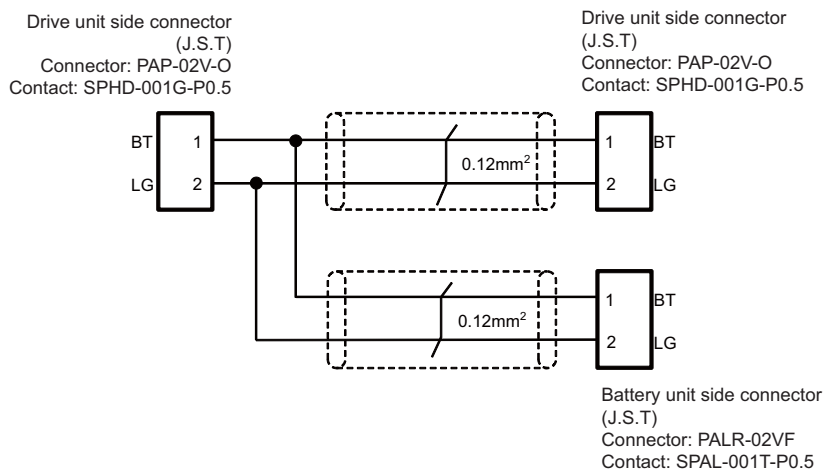 Drive unit side connector
(J.S.T)
Connector: PAP-02V-O
Contact: SPHD-001G-P0.5
Drive unit side connector
(J.S.T)
Connector: PAP-02V-O
Contact: SPHD-001G-P0.5
BT 1
LG 2
0.12mm²
1 BT
2 LG
0.12mm²
1 BT
2 LG
Battery unit side connector
(J.S.T)
Connector: PALR-02VF
Contact: SPAL-001T-P0.5